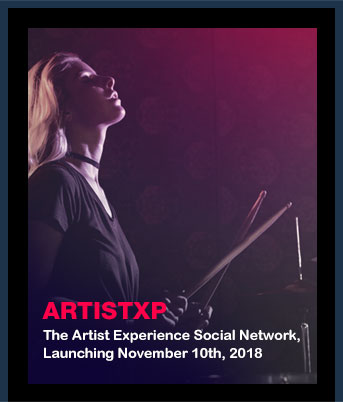 ARTISTXP
The Artist Experience Social Network,
Launching November 10th, 2018